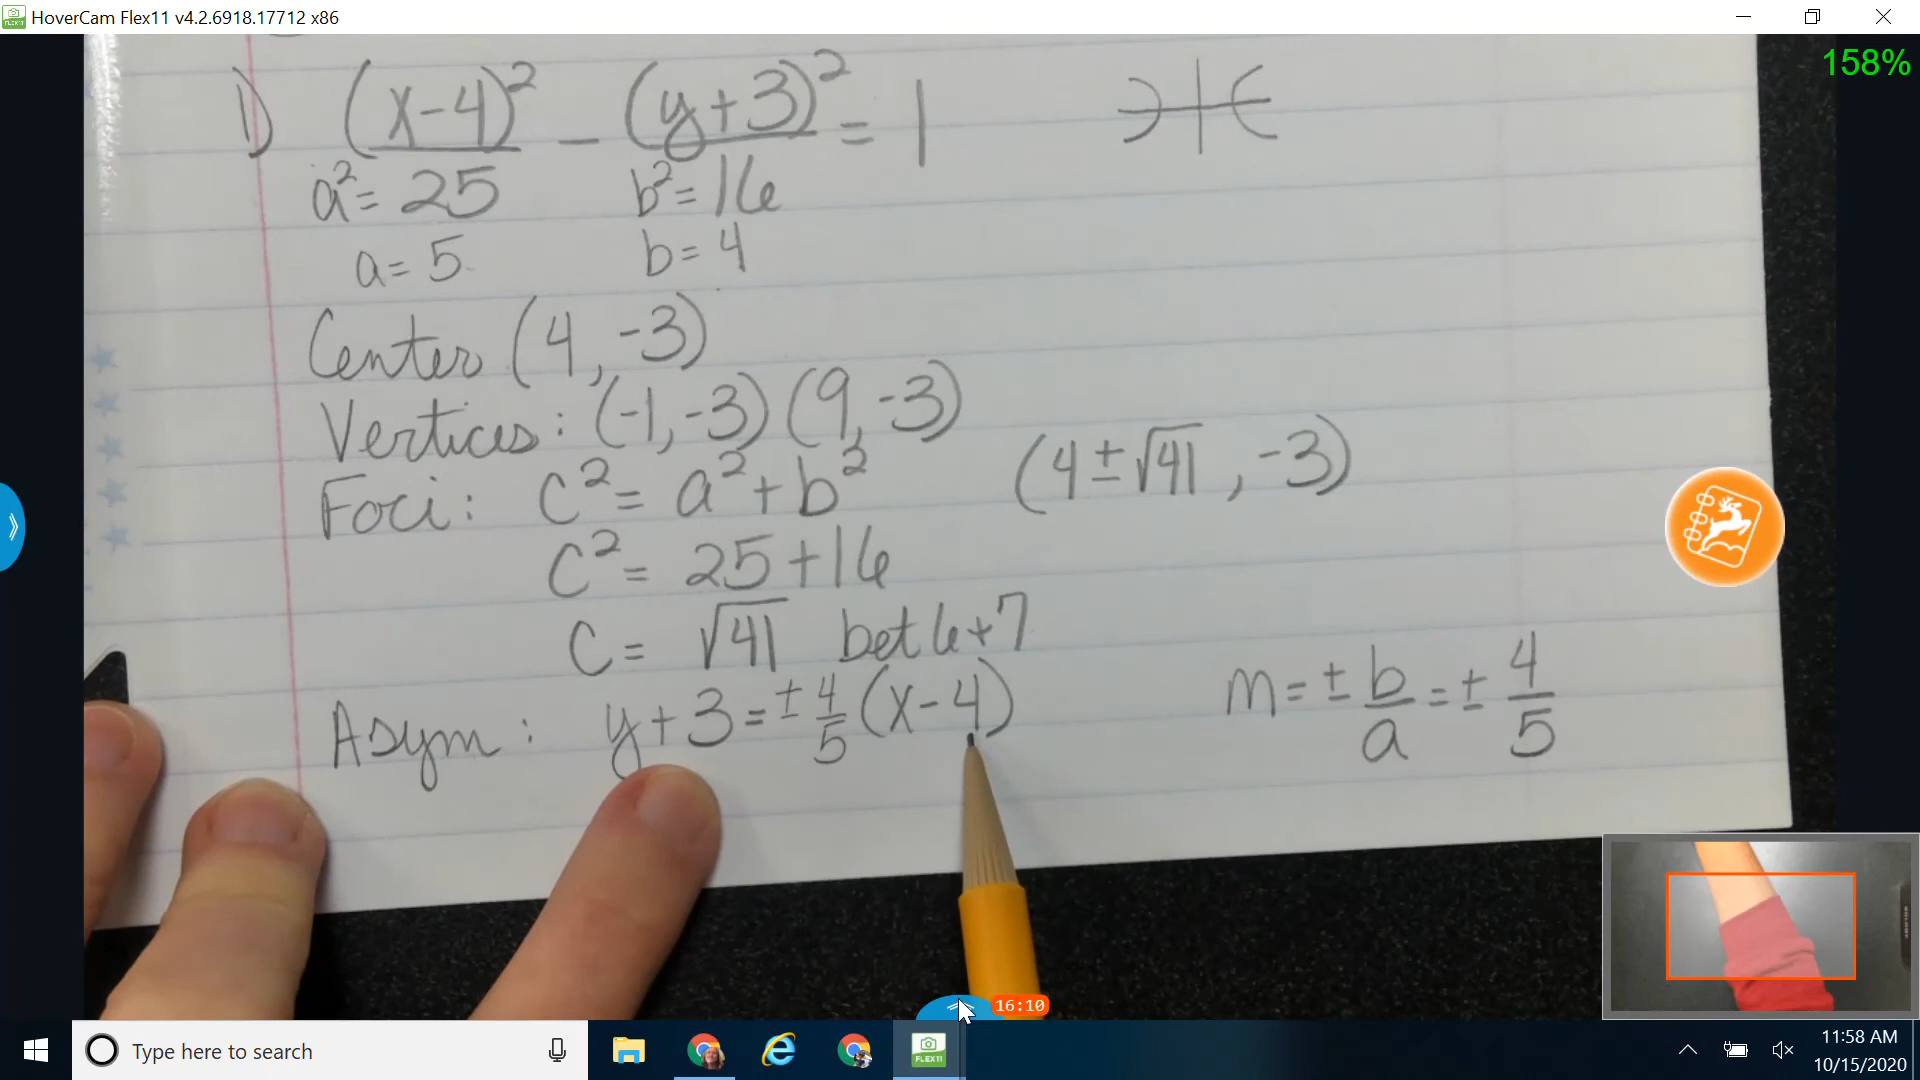 HoverCam Flex11 v4.2.6918.17712 x86
158%
1) (x-4)²/25 - (y+3)²/16 = 1
a² = 25 b² = 16
a = 5 b = 4
Center (4, -3)
Vertices: (-1, -3) (9, -3)
Foci: c² = a² + b² (4 ± √41, -3)
c² = 25 + 16
c = √41 bet 6 + 7
Asym: y + 3 = ± 4/5 (x - 4) m = ± b/a = ± 4/5
16:10
Type here to search
FLEX11
11:58 AM
10/15/2020